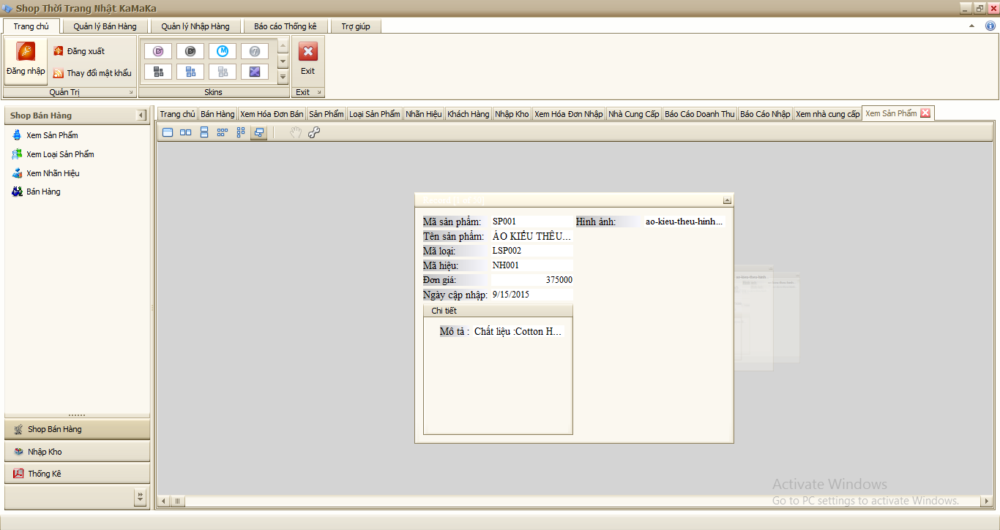 Shop Thời Trang Nhật KaMaKa
Trang chủ Quản lý Bán Hàng Quản lý Nhập Hàng Báo cáo Thống kê Trợ giúp
Đăng nhập
Đăng xuất
Thay đổi mật khẩu
Exit
Quản Trị Skins Exit
Shop Bán Hàng
Xem Sản Phẩm
Xem Loại Sản Phẩm
Xem Nhãn Hiệu
Bán Hàng
Shop Bán Hàng
Nhập Kho
Thống Kê
Trang chủ Bán Hàng Xem Hóa Đơn Bán Sản Phẩm Loại Sản Phẩm Nhãn Hiệu Khách Hàng Nhập Kho Xem Hóa Đơn Nhập Nhà Cung Cấp Báo Cáo Doanh Thu Báo Cáo Nhập Xem nhà cung cấp Xem Sản Phẩm
Mã sản phẩm: SP001 Hình ảnh: ao-kieu-theu-hinh...
Tên sản phẩm: ÁO KIỂU THÊU...
Mã loại: LSP002
Mã hiệu: NH001
Đơn giá: 375000
Ngày cập nhập: 9/15/2015
Chi tiết
Mô tả : Chất liệu :Cotton H...
Activate Windows
Go to PC settings to activate Windows.